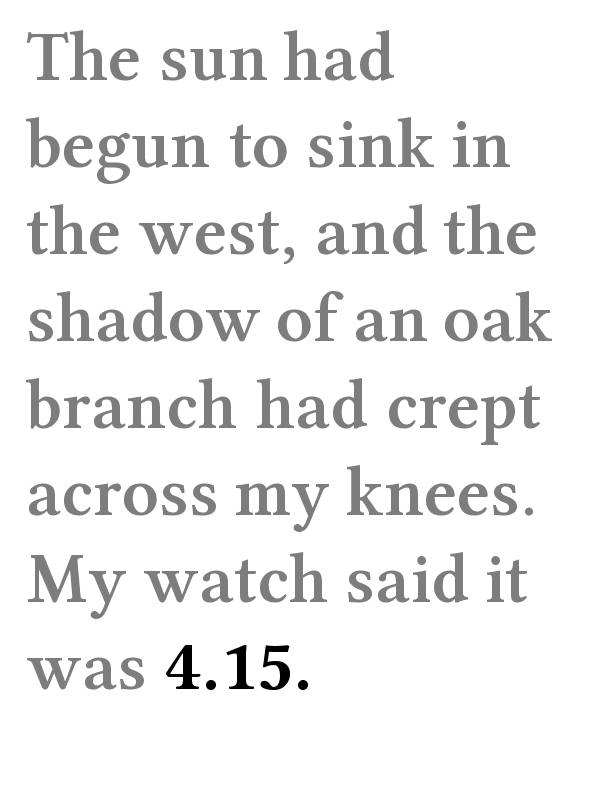 The sun had
begun to sink in
the west, and the
shadow of an oak
branch had crept
across my knees.
My watch said it
was 4.15.